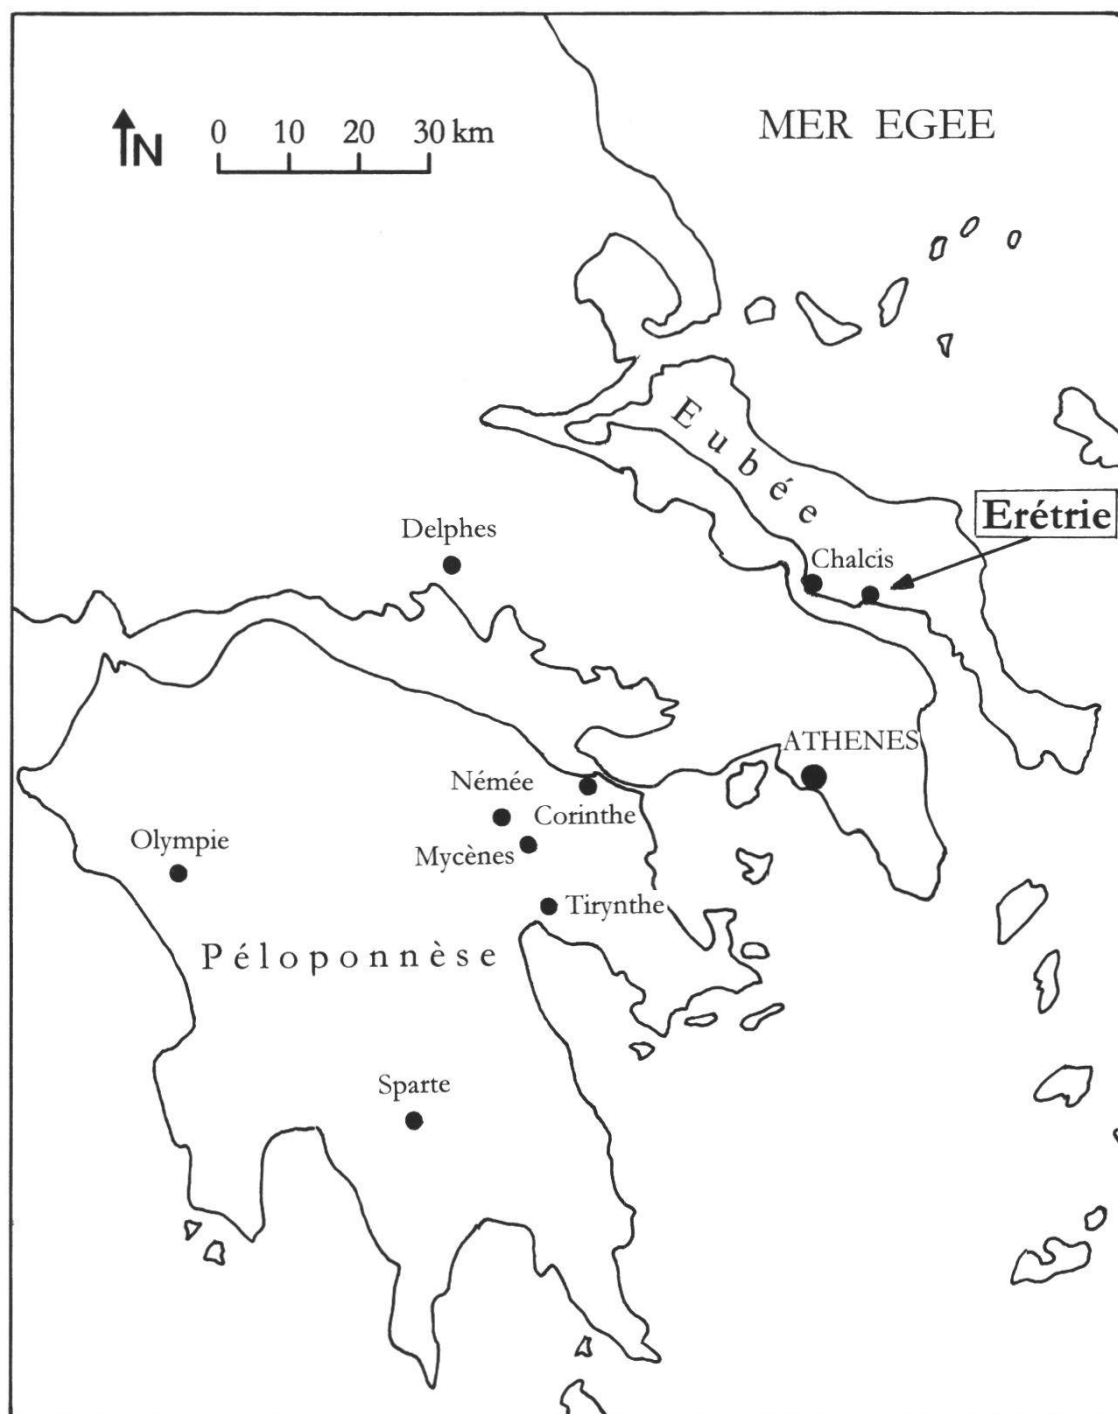 MER EGEE
N
0 10 20 30 km
Eubée
Erétrie
Delphes
Chalcis
ATHENES
Némée
Corinthe
Olympie
Mycènes
Tirynthe
Péloponnèse
Sparte